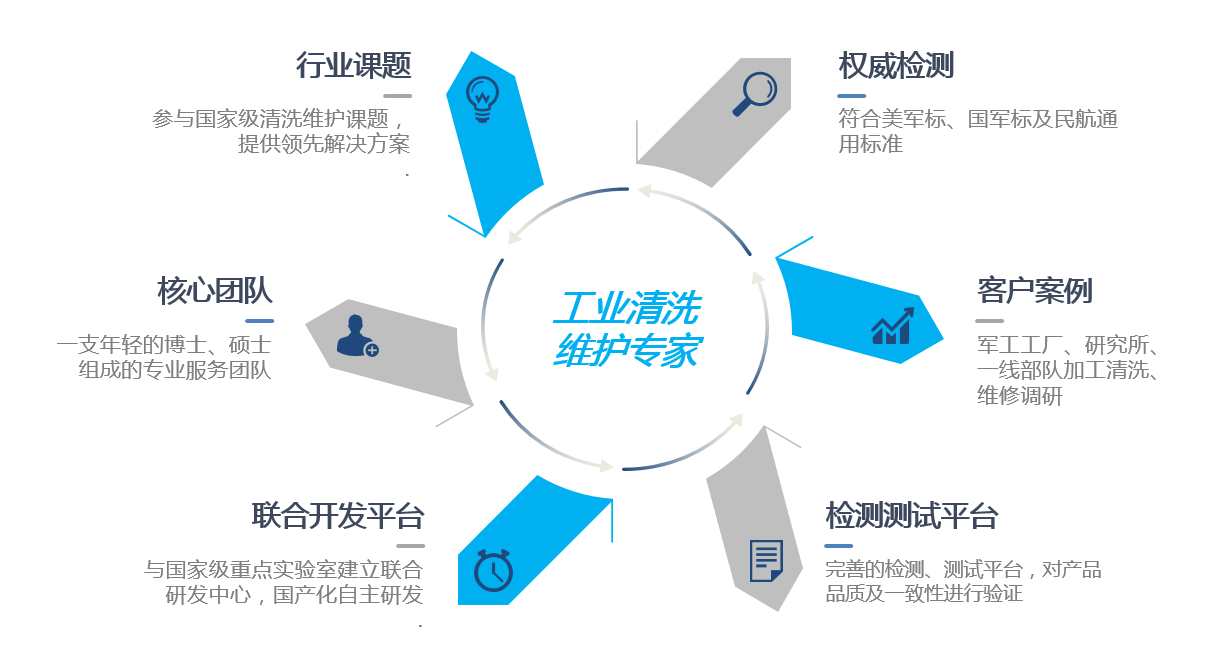 行业课题
参与国家级清洗维护课题，
提供领先解决方案
.
权威检测
符合美军标、国军标及民航通
用标准
核心团队
一支年轻的博士、硕士
组成的专业服务团队
工业清洗
维护专家
客户案例
军工工厂、研究所、
一线部队加工清洗、
维修调研
联合开发平台
与国家级重点实验室建立联合
研发中心，国产化自主研发
.
检测测试平台
完善的检测、测试平台，对产品
品质及一致性进行验证